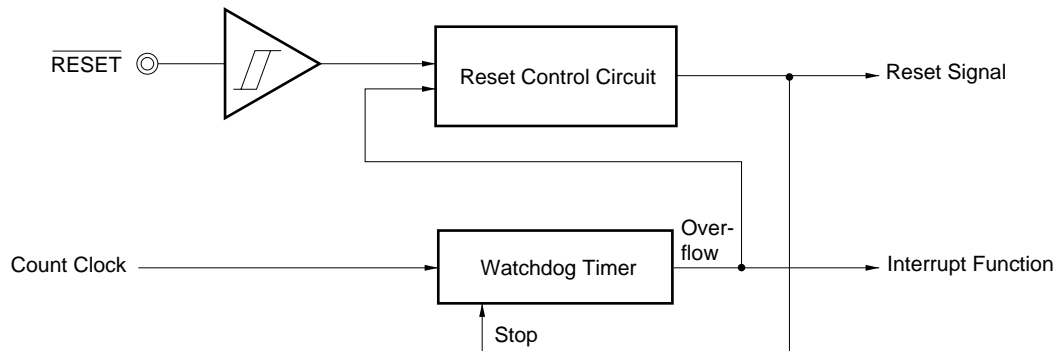 RESET
Reset Control Circuit
Reset Signal
Over-
flow
Count Clock
Watchdog Timer
Interrupt Function
Stop